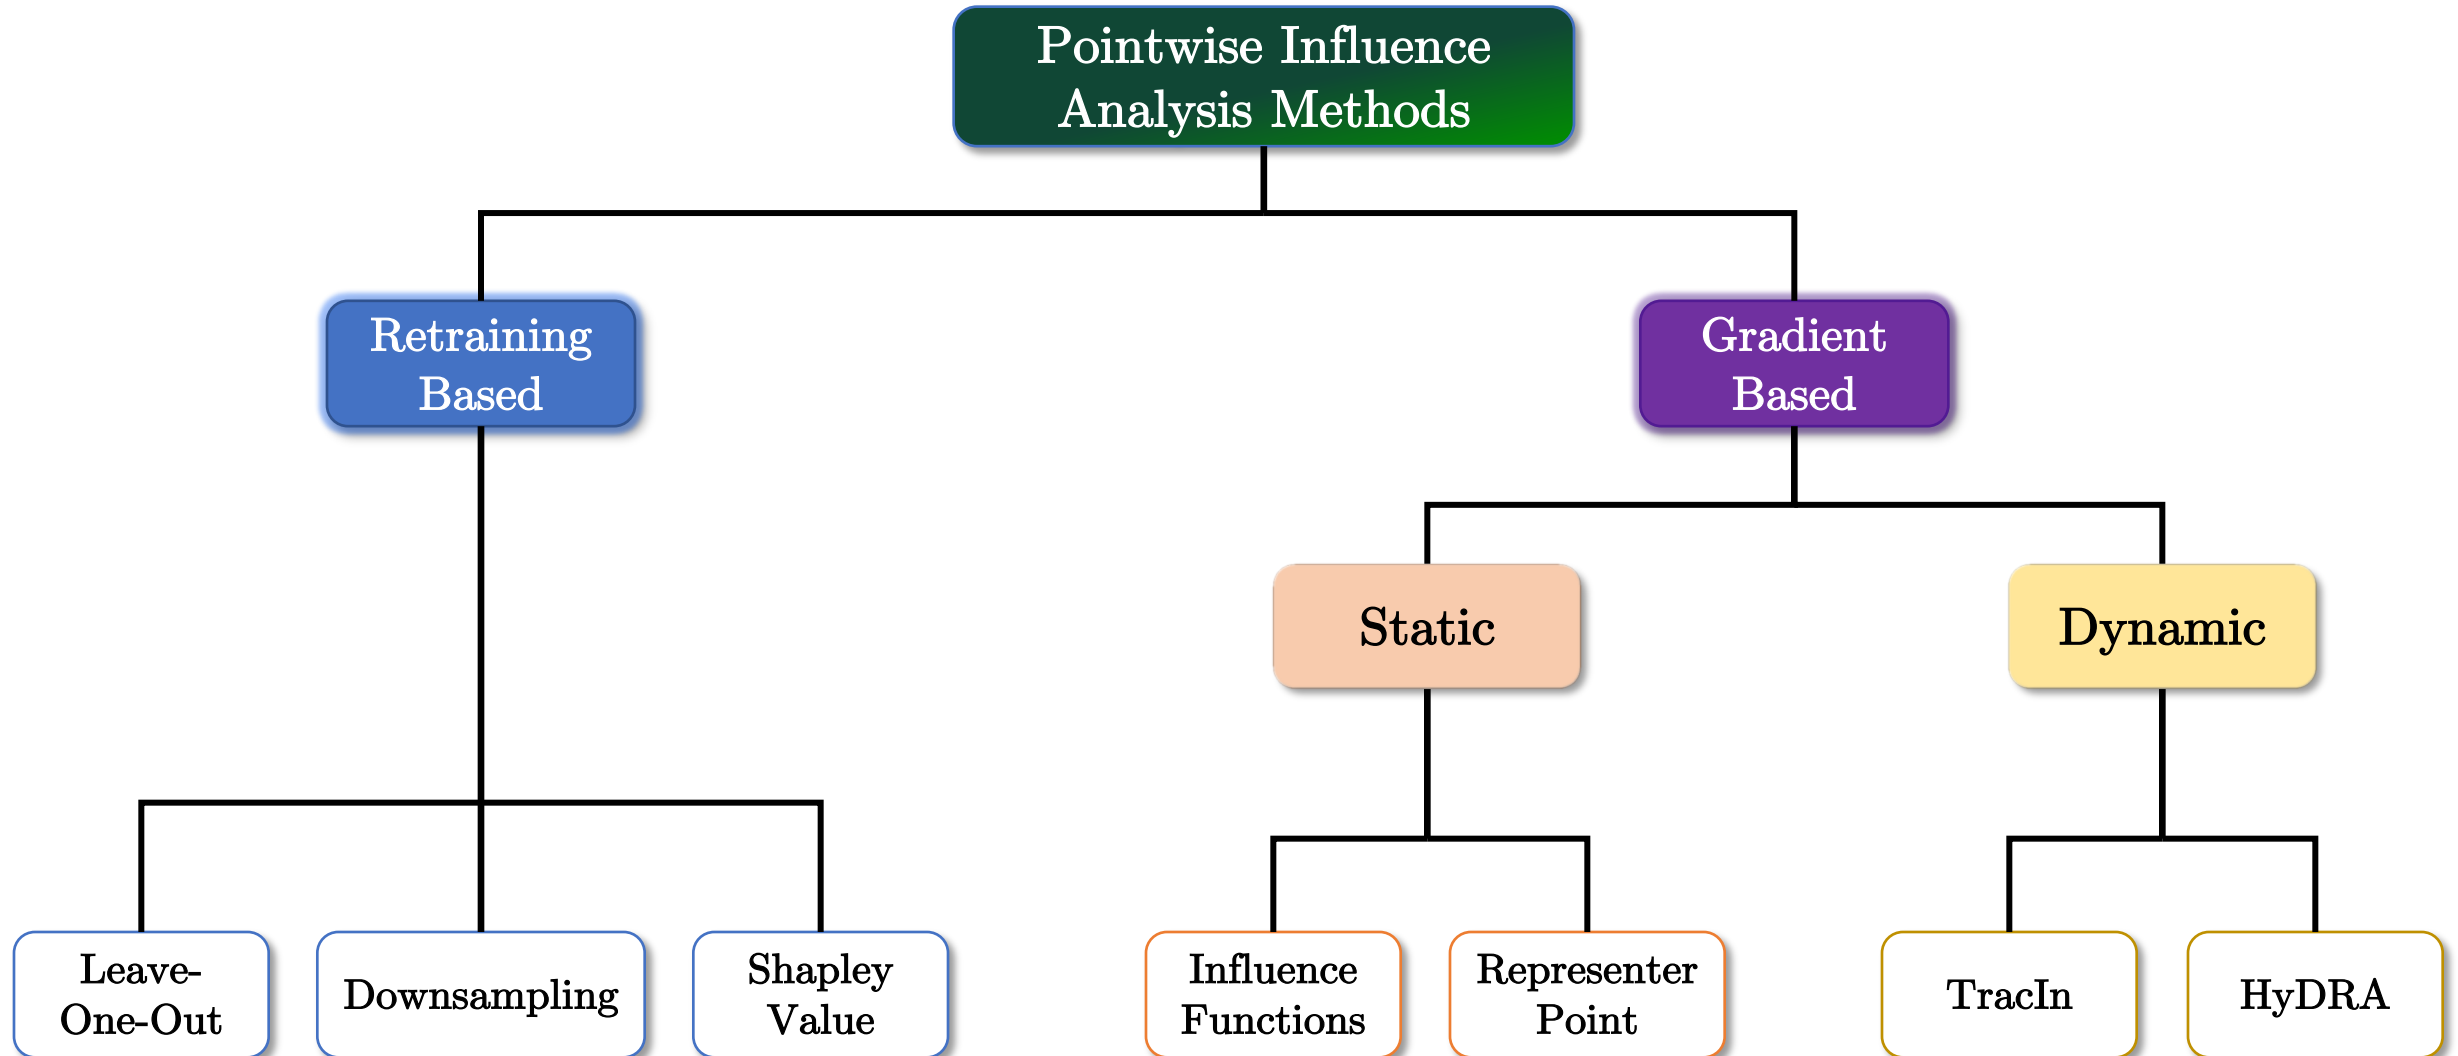 Pointwise Influence
Analysis Methods
Retraining
Based
Gradient
Based
Static
Dynamic
Leave-
One-Out
Downsampling
Shapley
Value
Influence
Functions
Representer
Point
TracIn
HyDRA